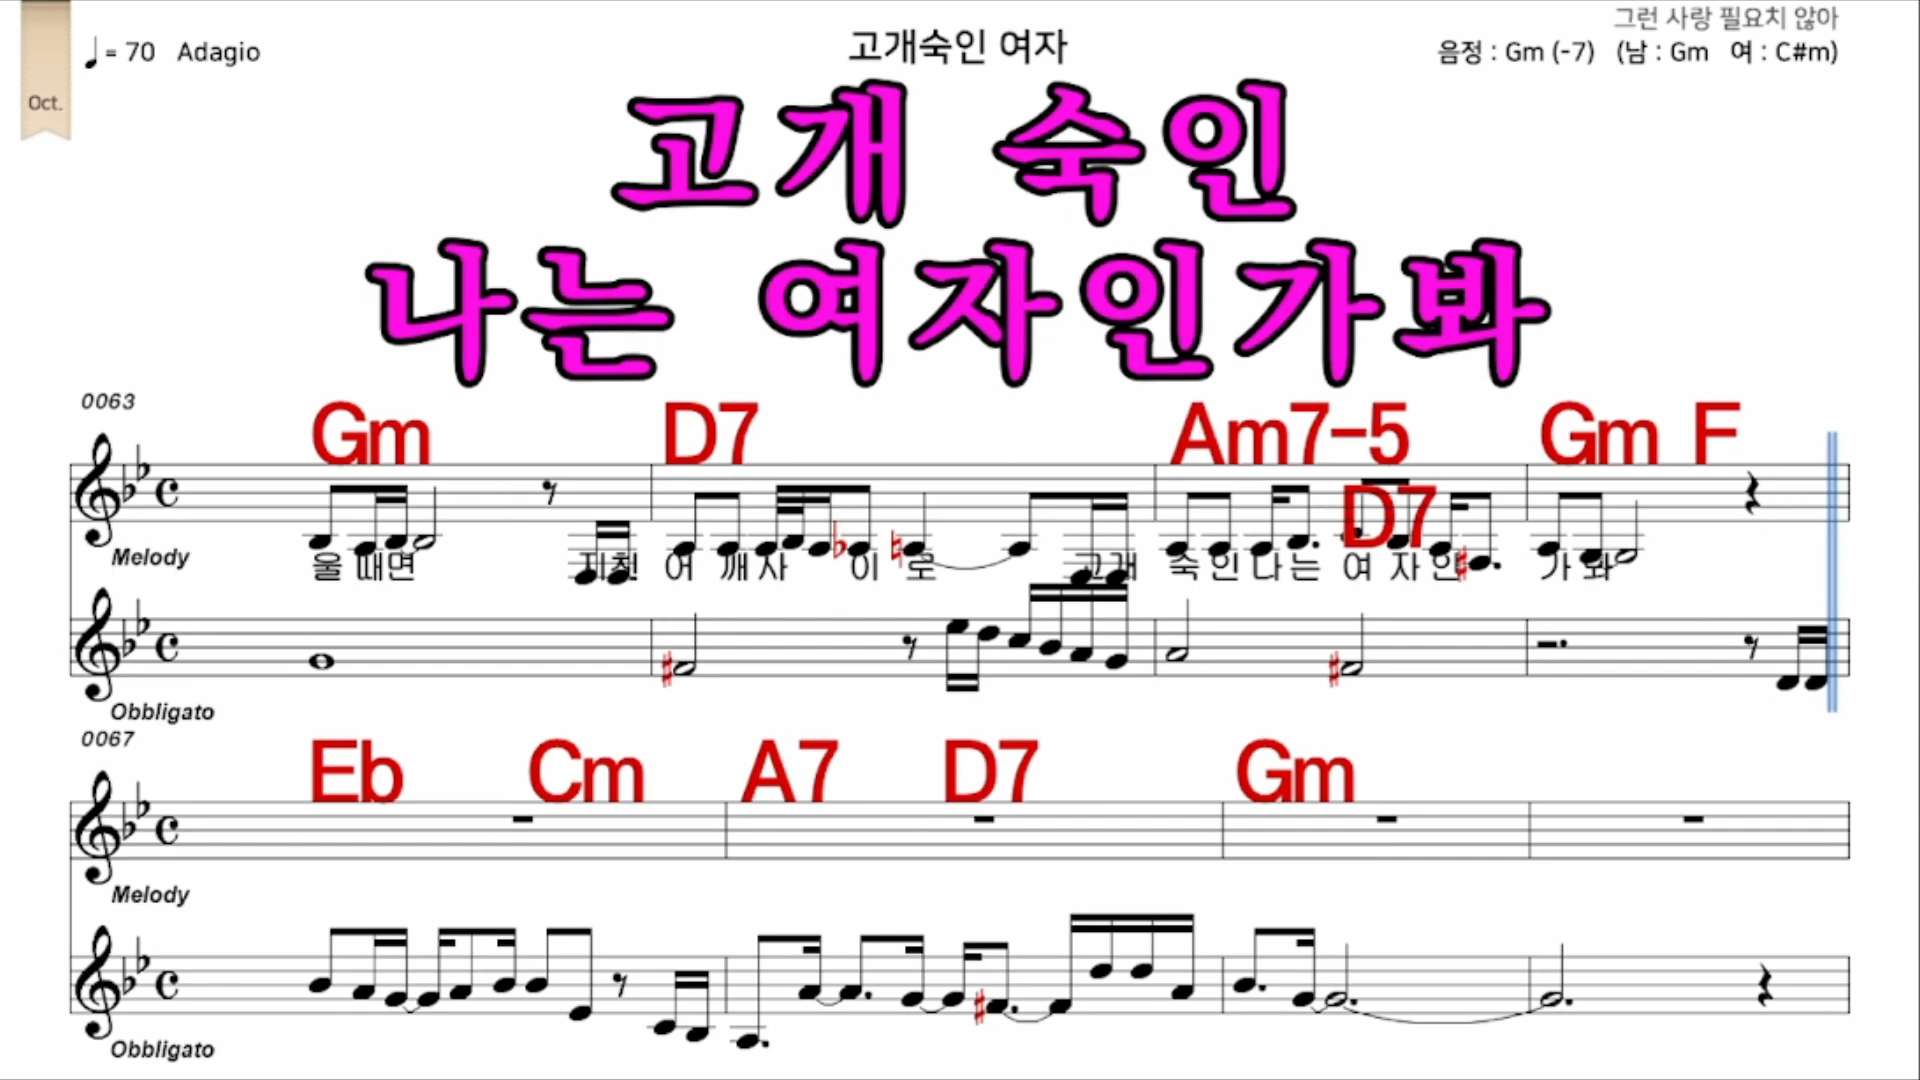 그런 사랑 필요치 않아
♩= 70 Adagio
고개숙인 여자
음정 : Gm (-7) (남 : Gm 여 : C#m)
Oct.
고개 숙인
나는 여자인가봐
0063
Gm D7 Am7-5 D7 Gm F
Melody
울 때면 지친 어 깨 사 이 로 고개 숙 인 나 는 여 자 인 가 봐
Obbligato
0067
Eb Cm A7 D7 Gm
Melody
Obbligato